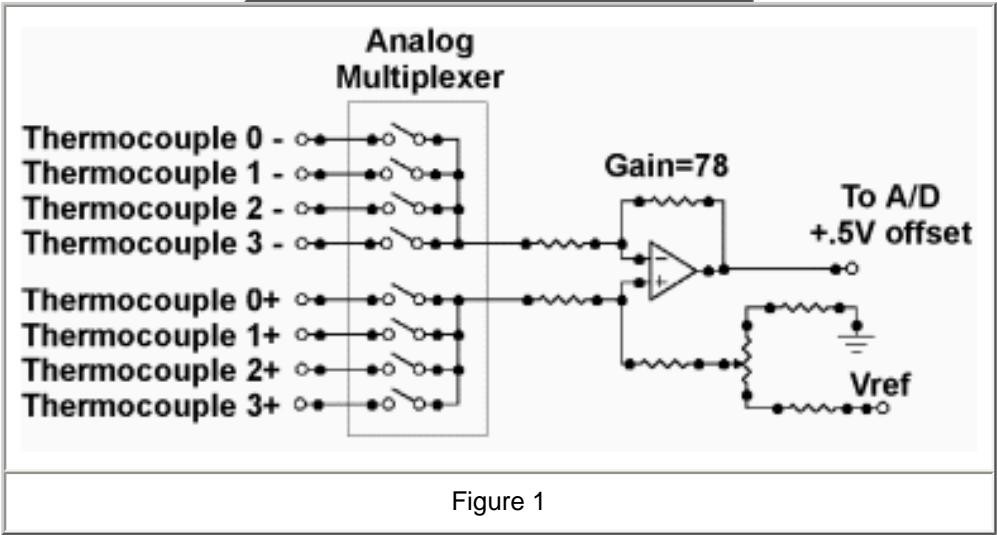 Analog
Multiplexer
Thermocouple 0 -
Thermocouple 1 -
Thermocouple 2 -
Thermocouple 3 -
Thermocouple 0+
Thermocouple 1+
Thermocouple 2+
Thermocouple 3+
Gain=78
−
+
To A/D
+.5V offset
Vref
Figure 1